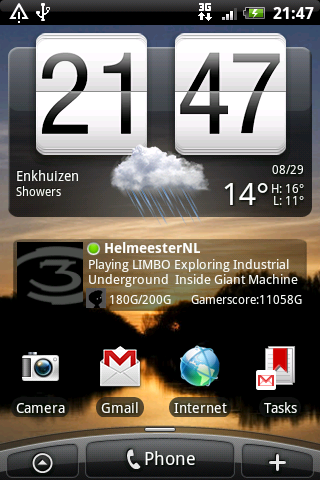 3G
21:47
21 47
Enkhuizen
Showers
08/29
14° H: 16°
L: 11°
HelmeesterNL
Playing LIMBO Exploring Industrial
Underground Inside Giant Machine
180G/200G Gamerscore:11058G
Camera Gmail Internet Tasks
Phone